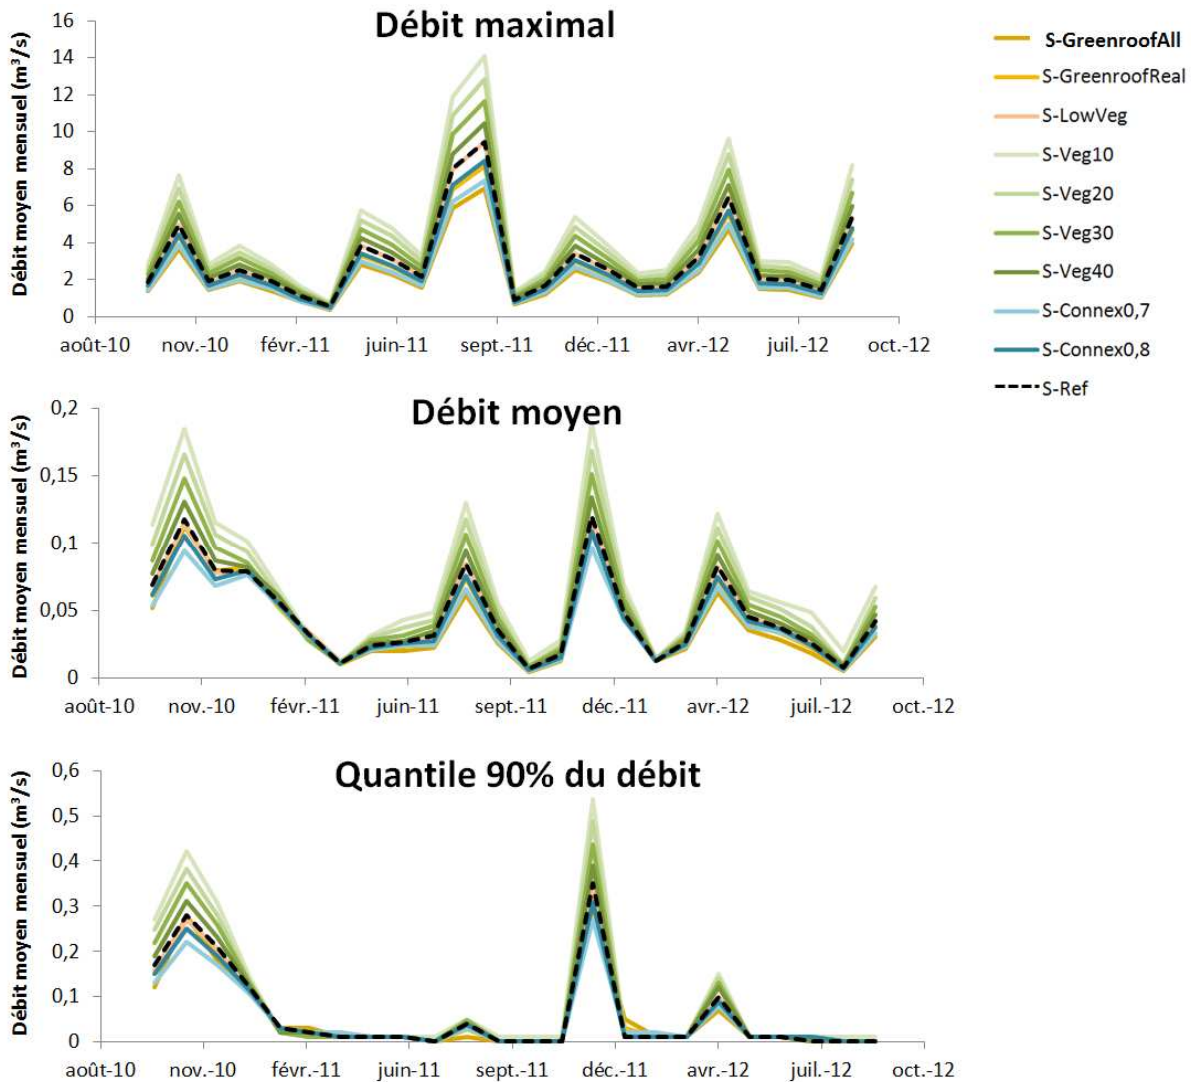 Débit maximal
Débit moyen mensuel (m³/s)
16
14
12
10
8
6
4
2
0
août-10 nov.-10 févr.-11 juin-11 sept.-11 déc.-11 avr.-12 juil.-12 oct.-12
S-GreenroofAll
S-GreenroofReal
S-LowVeg
S-Veg10
S-Veg20
S-Veg30
S-Veg40
S-Connex0,7
S-Connex0,8
S-Ref
Débit moyen
Débit moyen mensuel (m³/s)
0,2
0,15
0,1
0,05
0
août-10 nov.-10 févr.-11 juin-11 sept.-11 déc.-11 avr.-12 juil.-12 oct.-12
Quantile 90% du débit
Débit moyen mensuel (m³/s)
0,6
0,5
0,4
0,3
0,2
0,1
0
août-10 nov.-10 févr.-11 juin-11 sept.-11 déc.-11 avr.-12 juil.-12 oct.-12